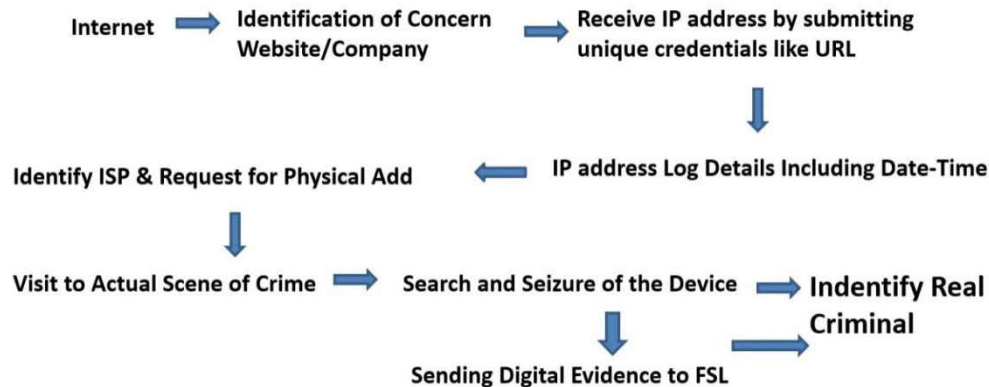 Internet
Identification of Concern
Website/Company
Receive IP address by submitting
unique credentials like URL
IP address Log Details Including Date-Time
Identify ISP & Request for Physical Add
Visit to Actual Scene of Crime
Search and Seizure of the Device
Indentify Real
Criminal
Sending Digital Evidence to FSL